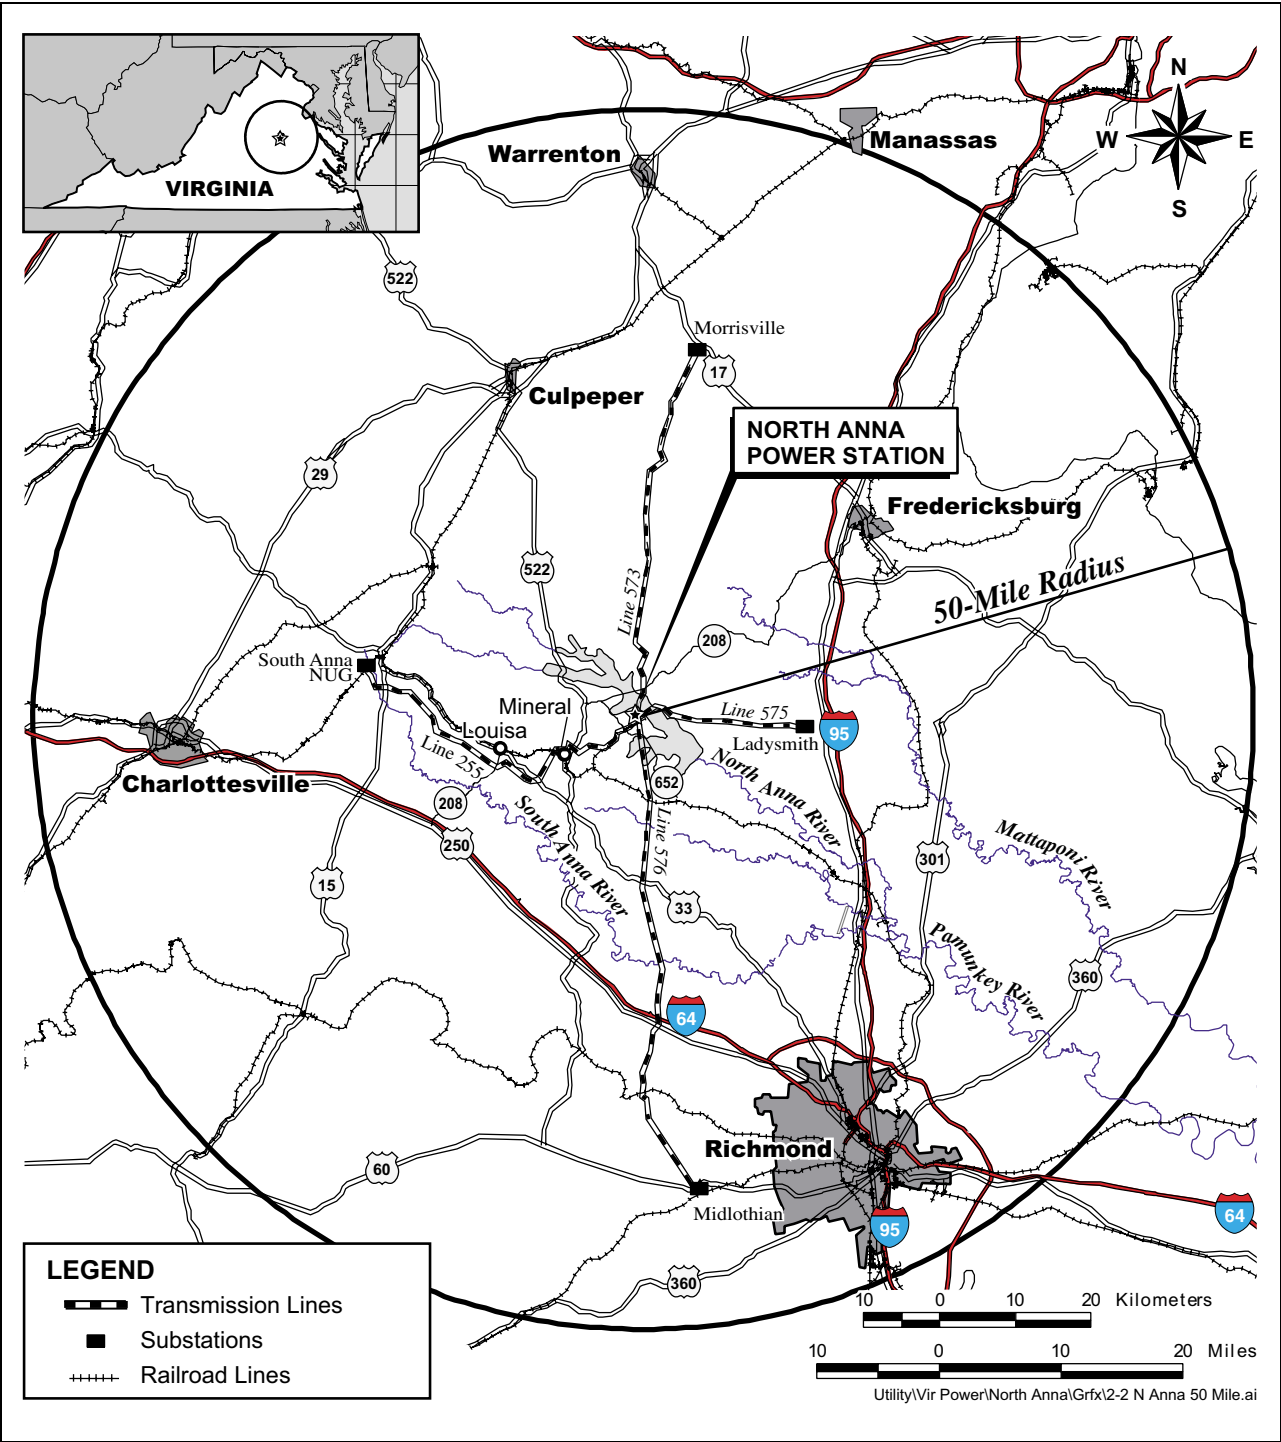 VIRGINIA
Warrenton
Manassas
N
W
E
S
522
Morrisville
17
Culpeper
NORTH ANNA
POWER STATION
29
Fredericksburg
522
50-Mile Radius
Line 573
208
South Anna
NUG
Mineral
Louisa
Line 575
Ladysmith
95
Line 255
Charlottesville
652
North Anna River
208
South Anna River
Line 576
250
Mattaponi River
301
15
33
Pamunkey River
360
64
Richmond
60
Midlothian
95
64
360
LEGEND
Transmission Lines
Substations
Railroad Lines
10 0 10 20 Kilometers
10 0 10 20 Miles
Utility\Vir Power\North Anna\Grfx\2-2 N Anna 50 Mile.ai